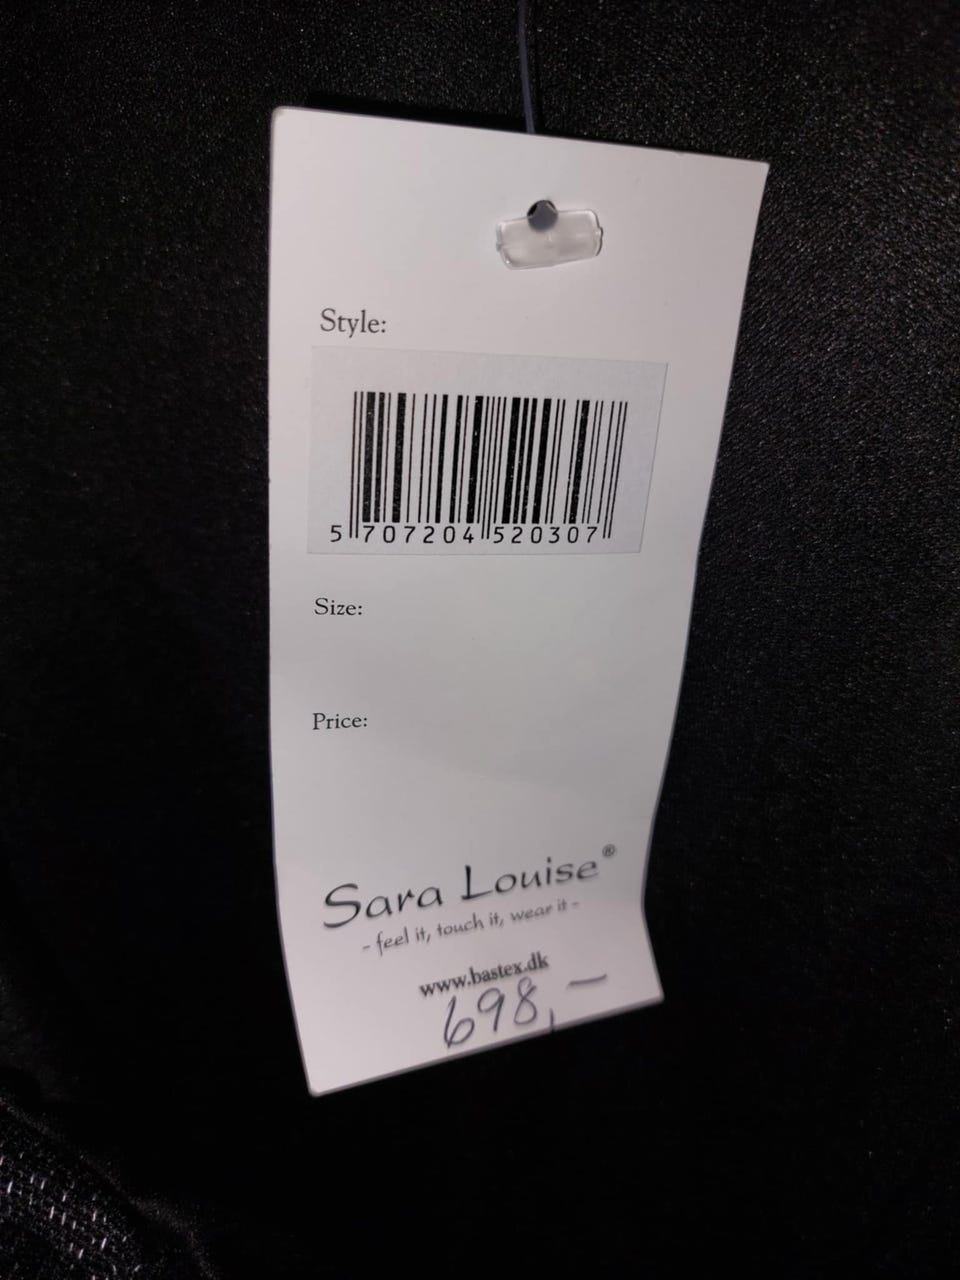 Style:
5 707204 520307
Size:
Price:
Sara Louise®
- feel it, touch it, wear it -
www.bastex.dk
698,-